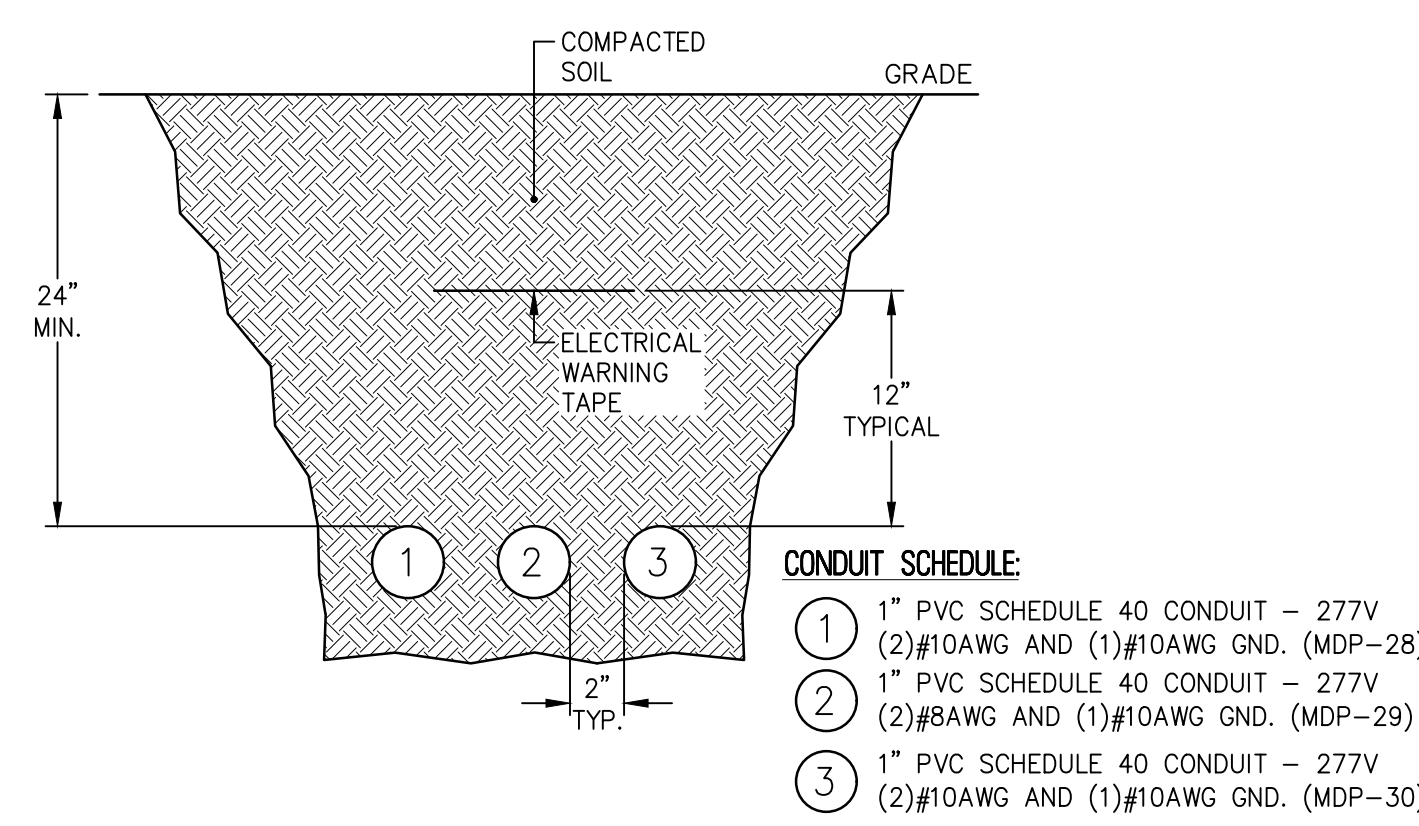 COMPACTED
SOIL
GRADE
24"
MIN.
ELECTRICAL
WARNING
TAPE
12"
TYPICAL
1
2
3
2"
TYP.
CONDUIT SCHEDULE:
1 1" PVC SCHEDULE 40 CONDUIT – 277V
(2)#10AWG AND (1)#10AWG GND. (MDP–28)
2 1" PVC SCHEDULE 40 CONDUIT – 277V
(2)#8AWG AND (1)#10AWG GND. (MDP–29)
3 1" PVC SCHEDULE 40 CONDUIT – 277V
(2)#10AWG AND (1)#10AWG GND. (MDP–30)